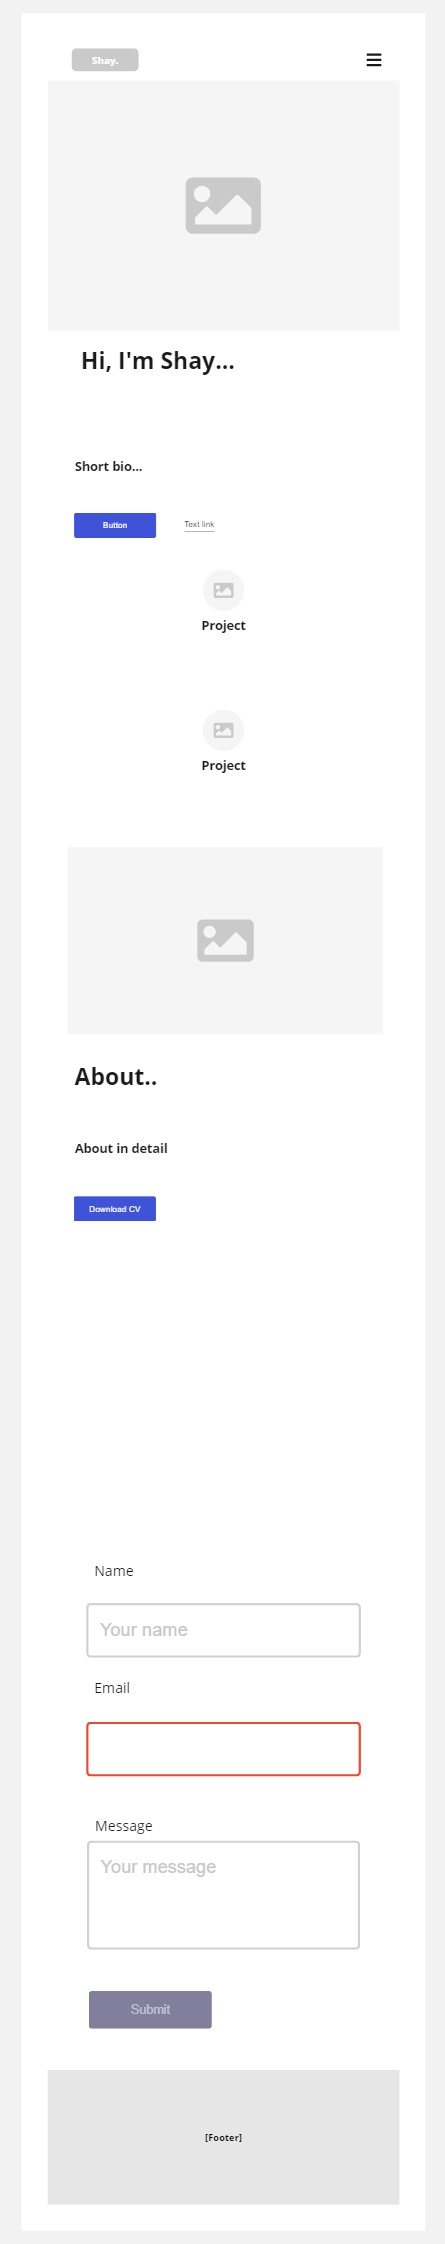 Shay.
Hi, I'm Shay...
Short bio...
Button
Text link
Project
Project
About..
About in detail
Download CV
Name
Your name
Email
Message
Your message
Submit
[Footer]